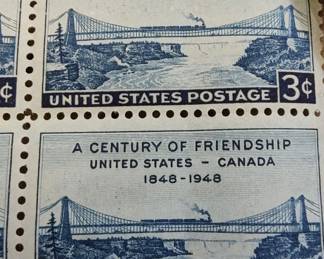 ¢
UNITED STATES POSTAGE 3¢
A CENTURY OF FRIENDSHIP
UNITED STATES – CANADA
1848-1948